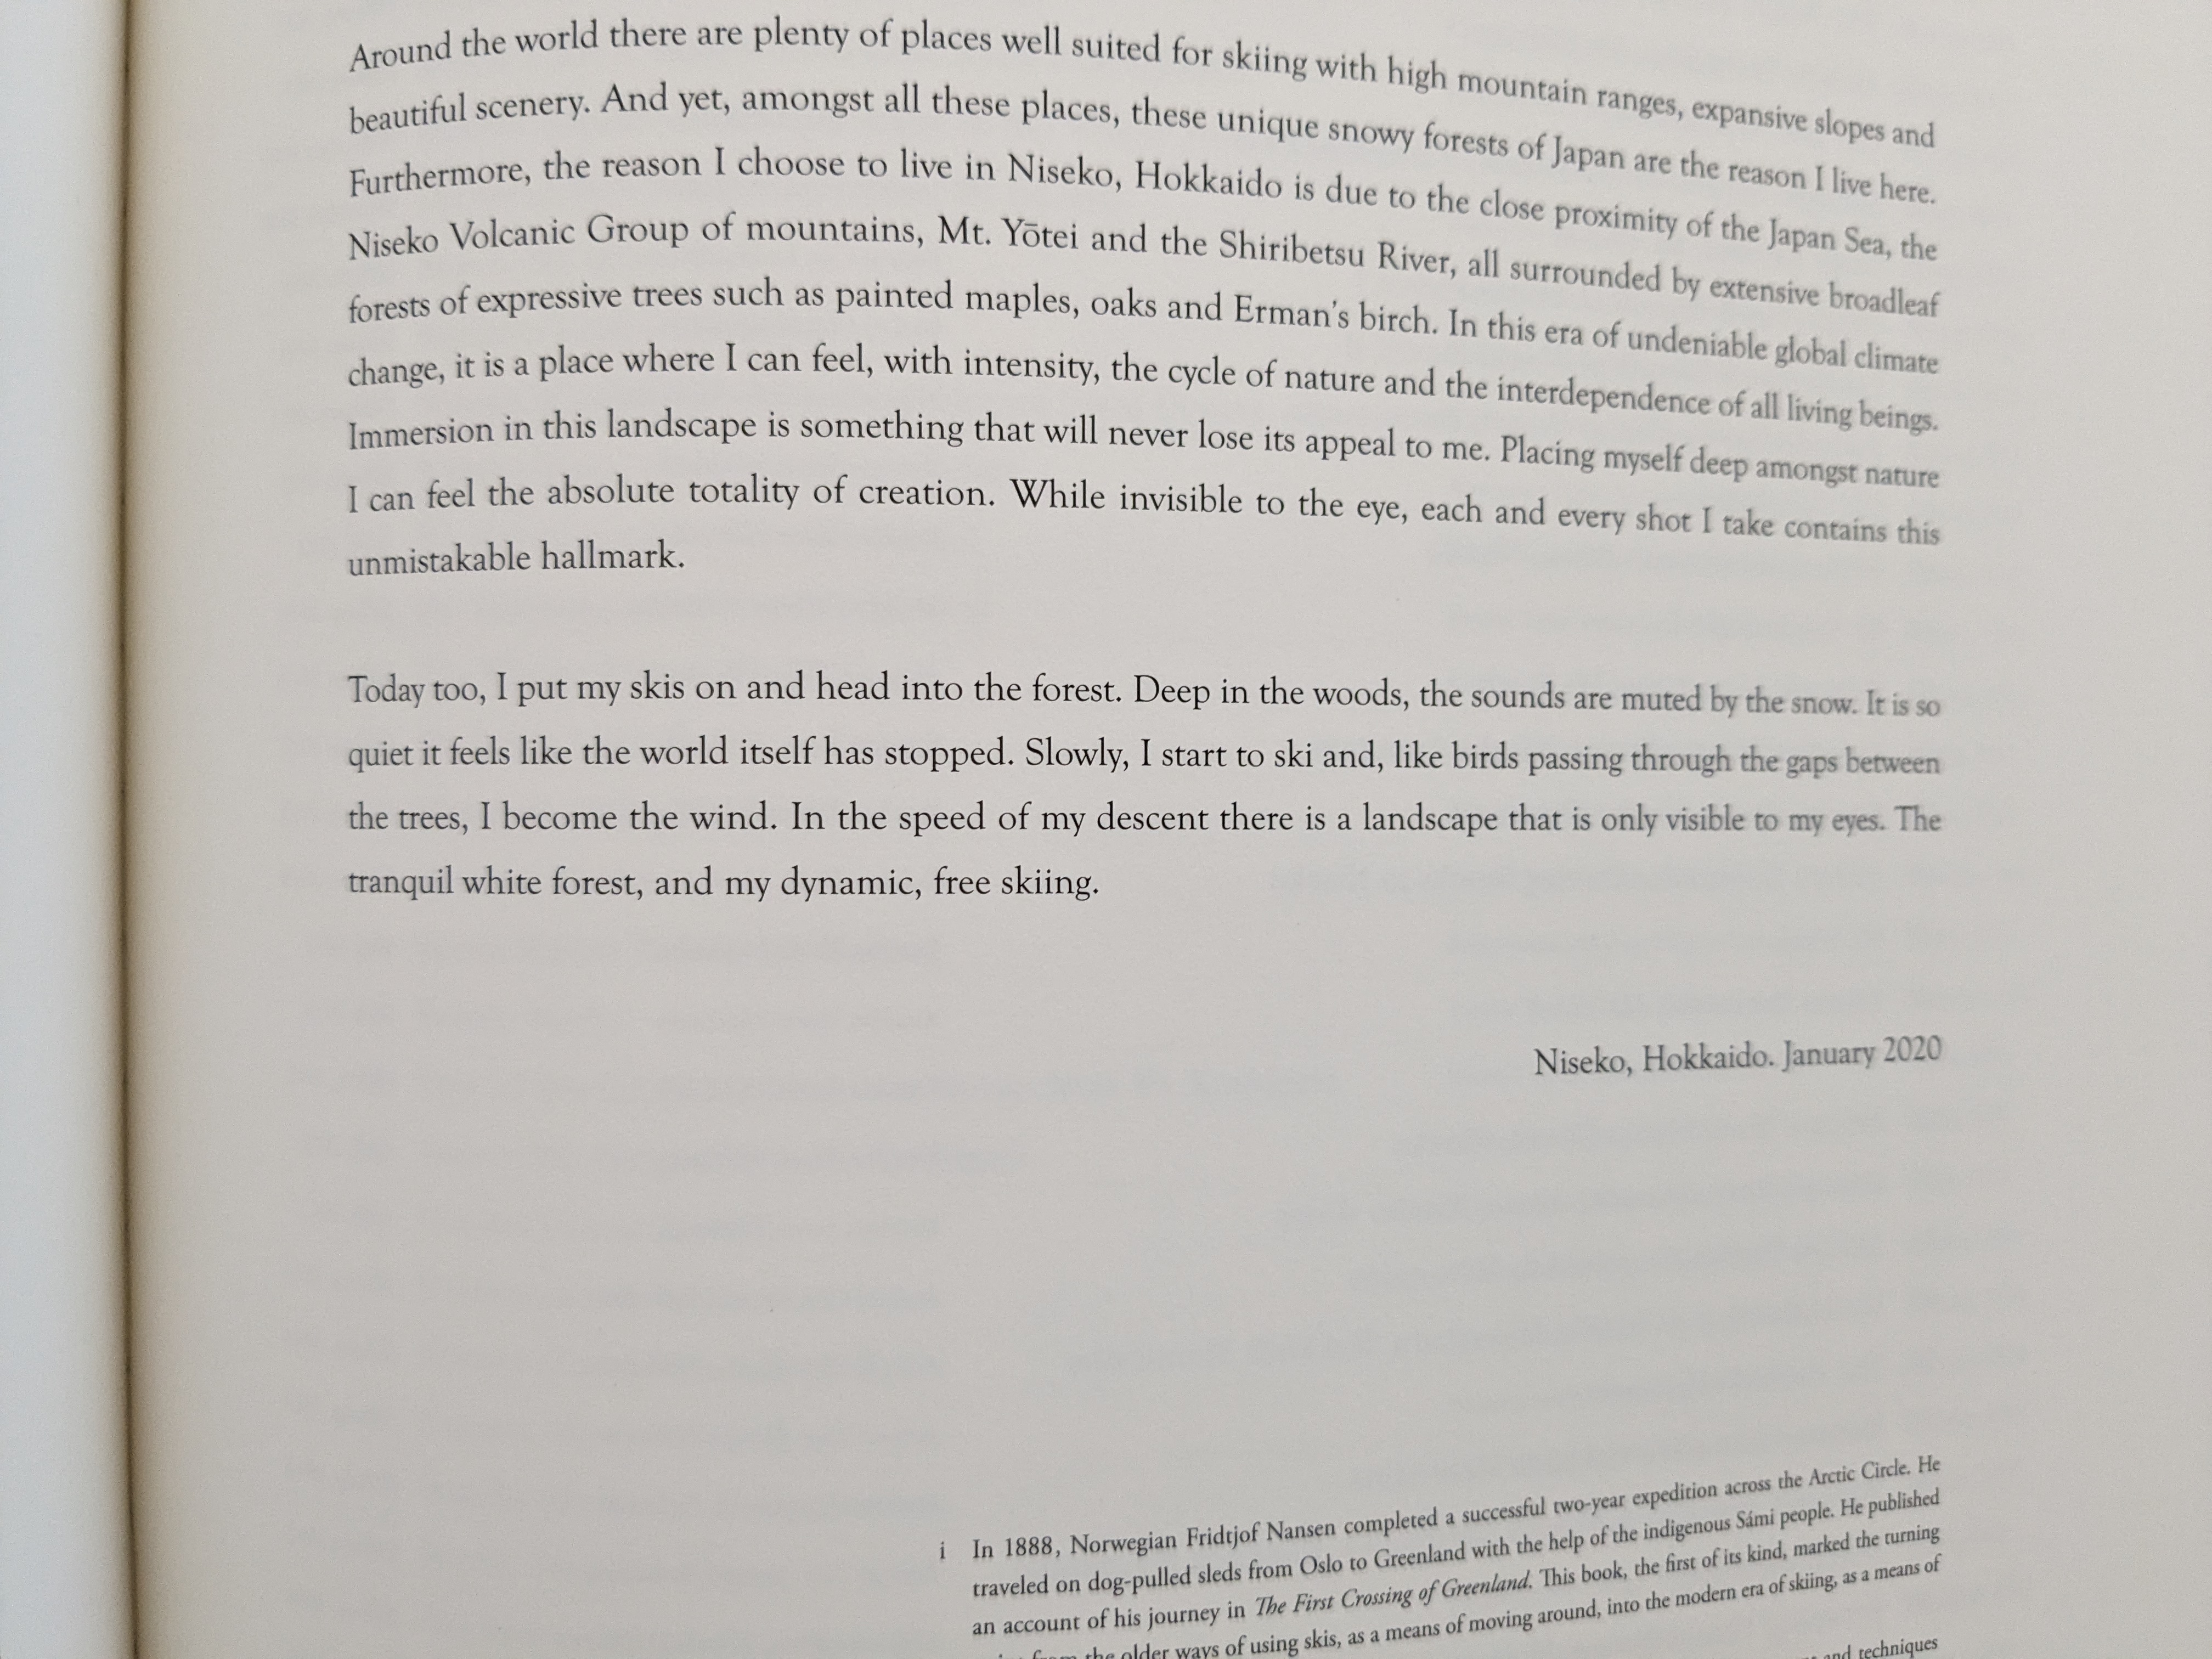 Around the world there are plenty of places well suited for skiing with high mountain ranges, expansive slopes and
beautiful scenery. And yet, amongst all these places, these unique snowy forests of Japan are the reason I live here.
Furthermore, the reason I choose to live in Niseko, Hokkaido is due to the close proximity of the Japan Sea, the
Niseko Volcanic Group of mountains, Mt. Yōtei and the Shiribetsu River, all surrounded by extensive broadleaf
forests of expressive trees such as painted maples, oaks and Erman's birch. In this era of undeniable global climate
change, it is a place where I can feel, with intensity, the cycle of nature and the interdependence of all living beings.
Immersion in this landscape is something that will never lose its appeal to me. Placing myself deep amongst nature
I can feel the absolute totality of creation. While invisible to the eye, each and every shot I take contains this
unmistakable hallmark.
Today too, I put my skis on and head into the forest. Deep in the woods, the sounds are muted by the snow. It is so
quiet it feels like the world itself has stopped. Slowly, I start to ski and, like birds passing through the gaps between
the trees, I become the wind. In the speed of my descent there is a landscape that is only visible to my eyes. The
tranquil white forest, and my dynamic, free skiing.
Niseko, Hokkaido. January 2020
i In 1888, Norwegian Fridtjof Nansen completed a successful two-year expedition across the Arctic Circle. He
traveled on dog-pulled sleds from Oslo to Greenland with the help of the indigenous Sámi people. He published
an account of his journey in The First Crossing of Greenland. This book, the first of its kind, marked the turning
the older ways of using skis, as a means of moving around, into the modern era of skiing, as a means of
and techniques